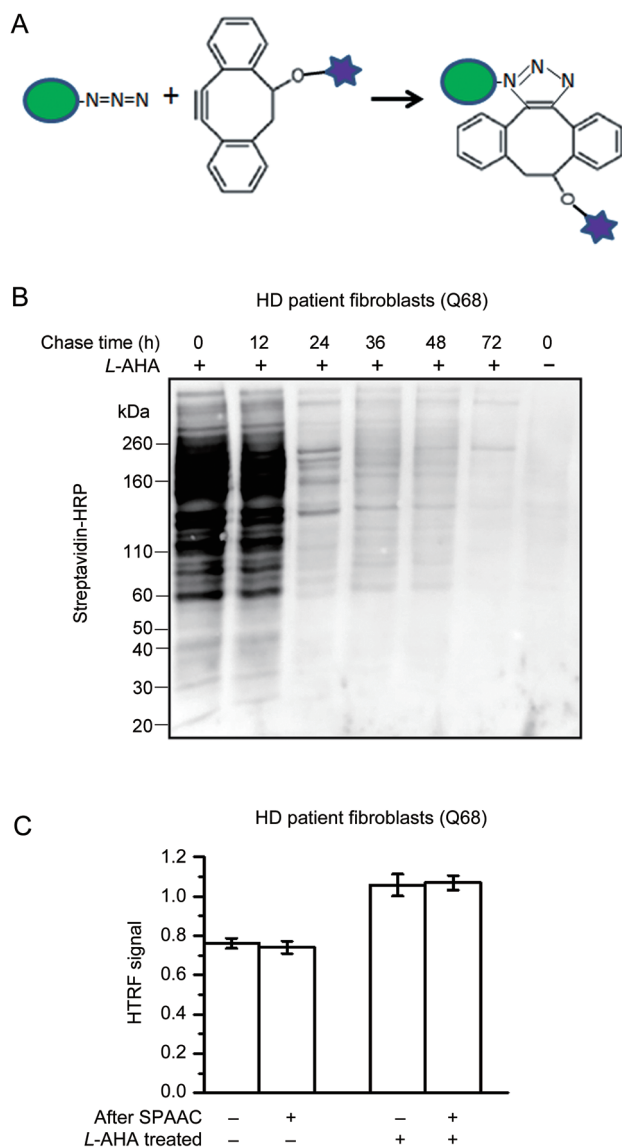 A
N=N=N + O
N N N
O
B
HD patient fibroblasts (Q68)
Chase time (h) 0 12 24 36 48 72 0
L-AHA + + + + + + –
kDa
260
160
110
60
50
40
30
20
Streptavidin-HRP
C
HD patient fibroblasts (Q68)
1.2
1.0
0.8
0.6
0.4
0.2
0.0
HTRF signal
After SPAAC – + – +
L-AHA treated – – + +